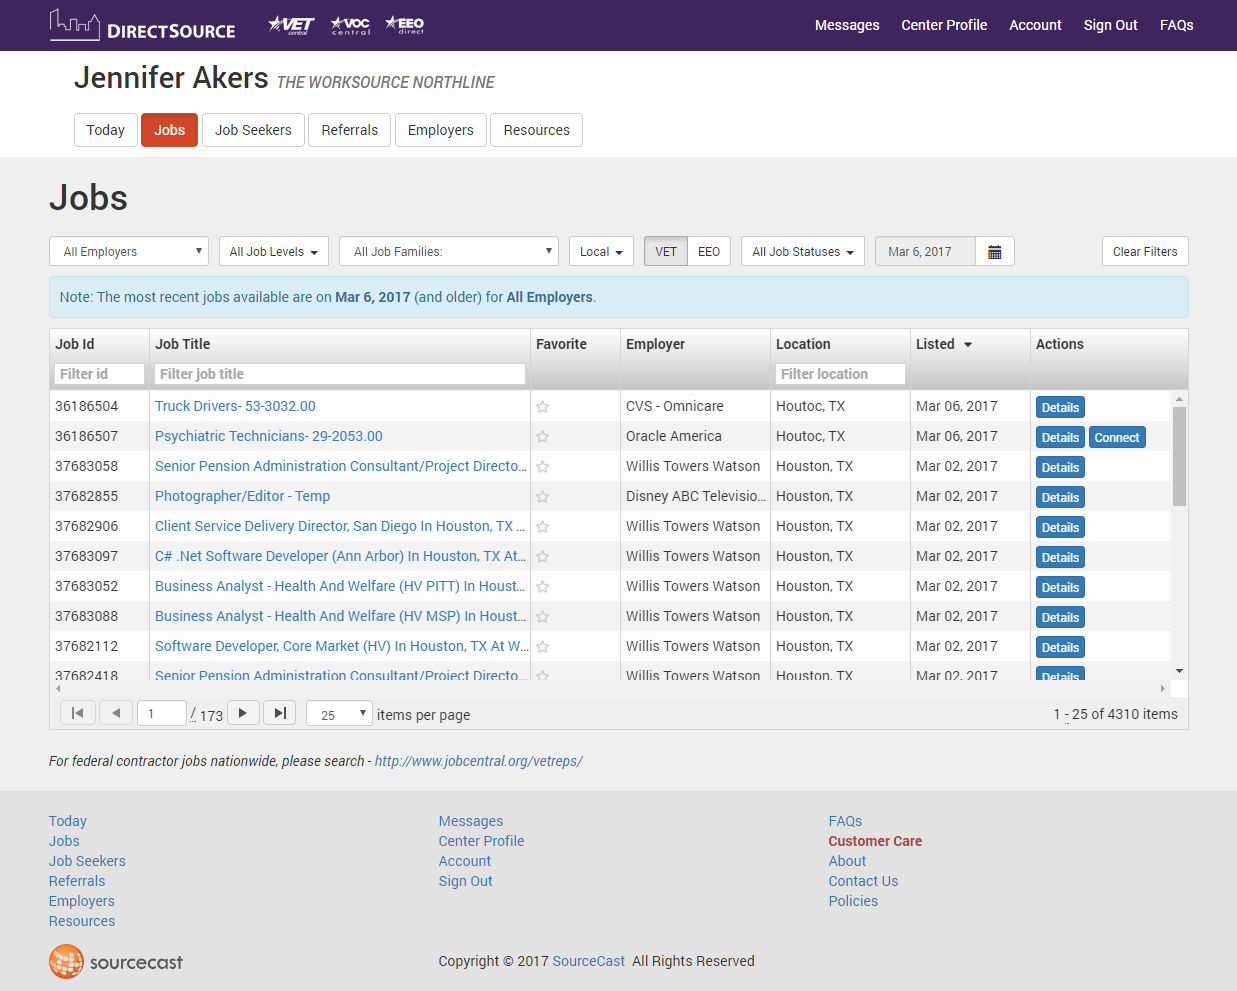 DIRECTSOURCE VET central VOC central EEO direct Messages Center Profile Account Sign Out FAQs
Jennifer Akers THE WORKSOURCE NORTHLINE
Today Jobs Job Seekers Referrals Employers Resources
Jobs
All Employers All Job Levels All Job Families: Local VET EEO All Job Statuses Mar 6, 2017 Clear Filters
Note: The most recent jobs available are on Mar 6, 2017 (and older) for All Employers.
Job Id Job Title Favorite Employer Location Listed Actions
Filter id Filter job title Filter location
36186504 Truck Drivers- 53-3032.00 CVS - Omnicare Houtoc, TX Mar 06, 2017 Details
36186507 Psychiatric Technicians- 29-2053.00 Oracle America Houtoc, TX Mar 06, 2017 Details Connect
37683058 Senior Pension Administration Consultant/Project Directo... Willis Towers Watson Houston, TX Mar 02, 2017 Details
37682855 Photographer/Editor - Temp Disney ABC Televisio... Houston, TX Mar 02, 2017 Details
37682906 Client Service Delivery Director, San Diego In Houston, TX ... Willis Towers Watson Houston, TX Mar 02, 2017 Details
37683097 C# .Net Software Developer (Ann Arbor) In Houston, TX At... Willis Towers Watson Houston, TX Mar 02, 2017 Details
37683052 Business Analyst - Health And Welfare (HV PITT) In Houst... Willis Towers Watson Houston, TX Mar 02, 2017 Details
37683088 Business Analyst - Health And Welfare (HV MSP) In Houst... Willis Towers Watson Houston, TX Mar 02, 2017 Details
37682112 Software Developer, Core Market (HV) In Houston, TX At W... Willis Towers Watson Houston, TX Mar 02, 2017 Details
37682418 Senior Pension Administration Consultant/Project Directo... Willis Towers Watson Houston, TX Mar 02, 2017 Details
1 / 173 25 items per page 1 - 25 of 4310 items
For federal contractor jobs nationwide, please search - http://www.jobcentral.org/vetreps/
Today Messages FAQs
Jobs Center Profile Customer Care
Job Seekers Account About
Referrals Sign Out Contact Us
Employers Policies
Resources
sourcecast Copyright © 2017 SourceCast All Rights Reserved